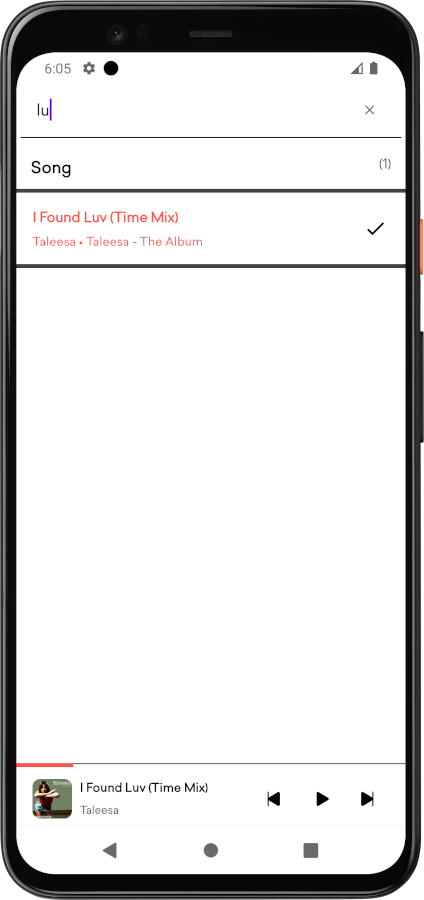 6:05
lu
Song
(1)
I Found Luv (Time Mix)
Taleesa • Taleesa - The Album
I Found Luv (Time Mix)
Taleesa